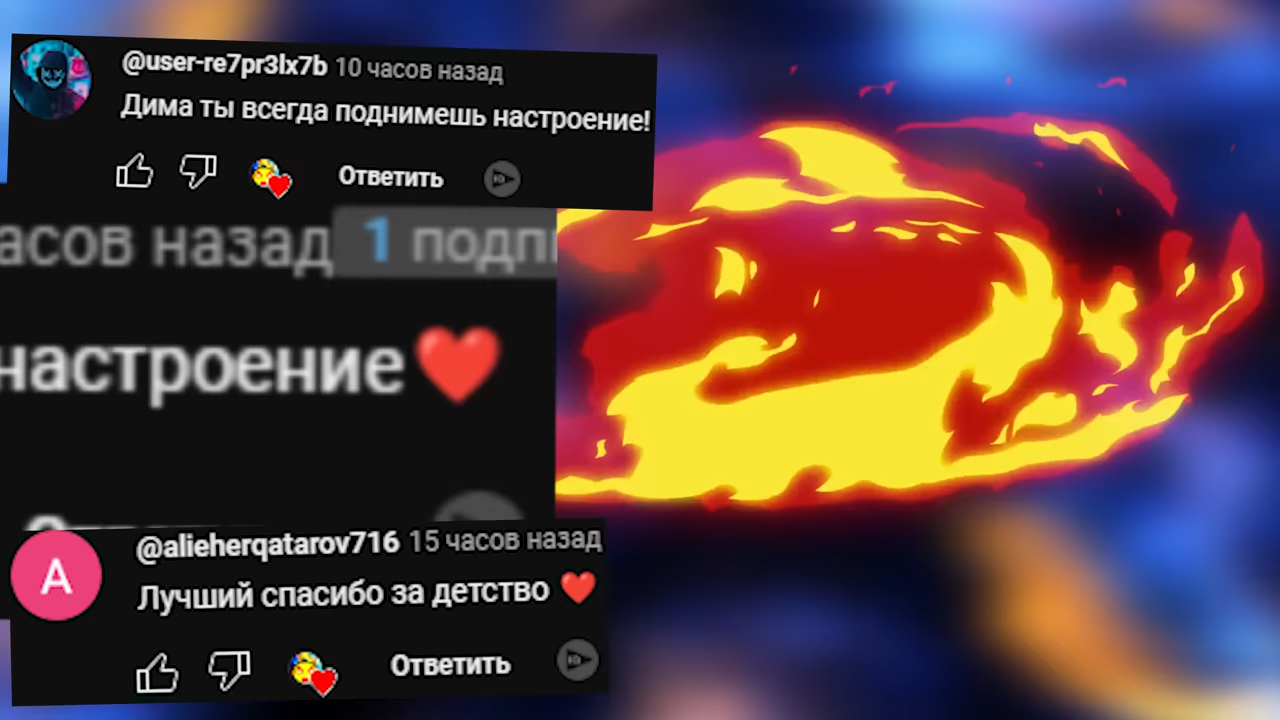 @user-re7pr3lx7b 10 часов назад
Дима ты всегда поднимешь настроение!
Ответить
асов назад 1 подп
настроение ❤️
@alieherqatarov716 15 часов назад
A
Лучший спасибо за детство ❤️
Ответить